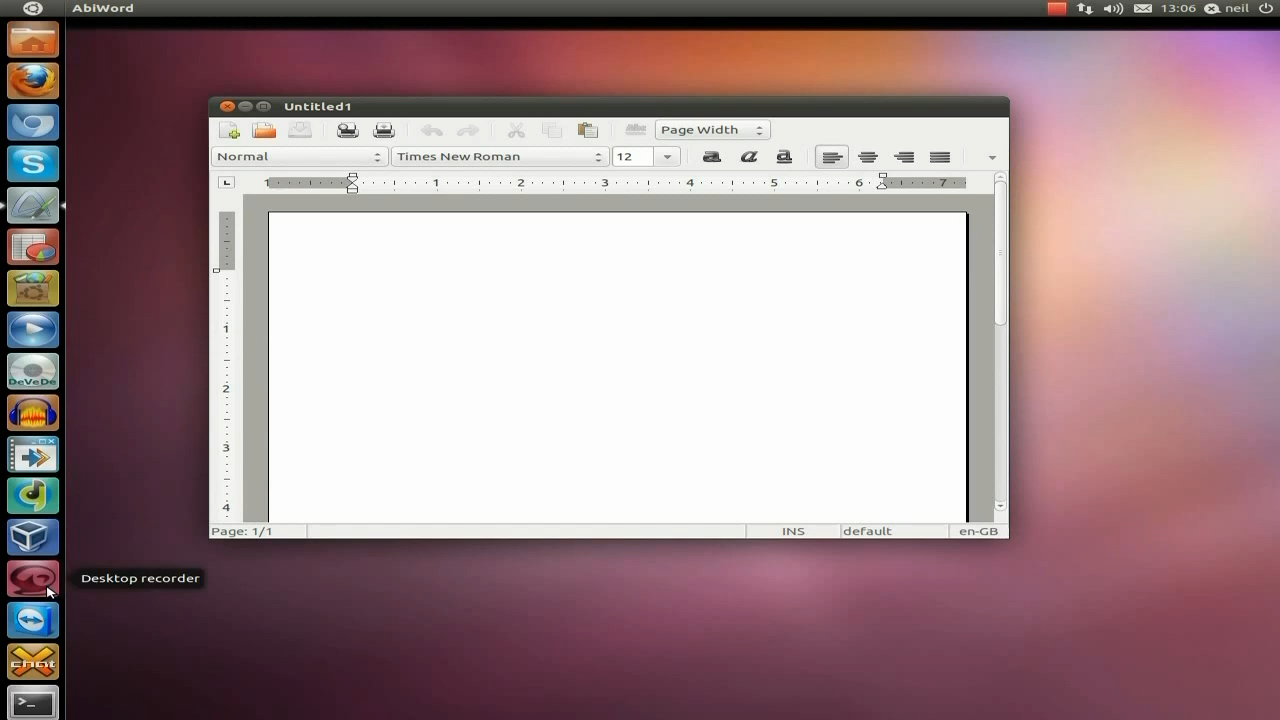 AbiWord
13:06 neil
Untitled1
Page Width
Normal Times New Roman 12
1 1 2 3 4 5 6 7
1
2
3
4
Page: 1/1 INS default en-GB
S
DeVeDe
Desktop recorder
X chat
>_